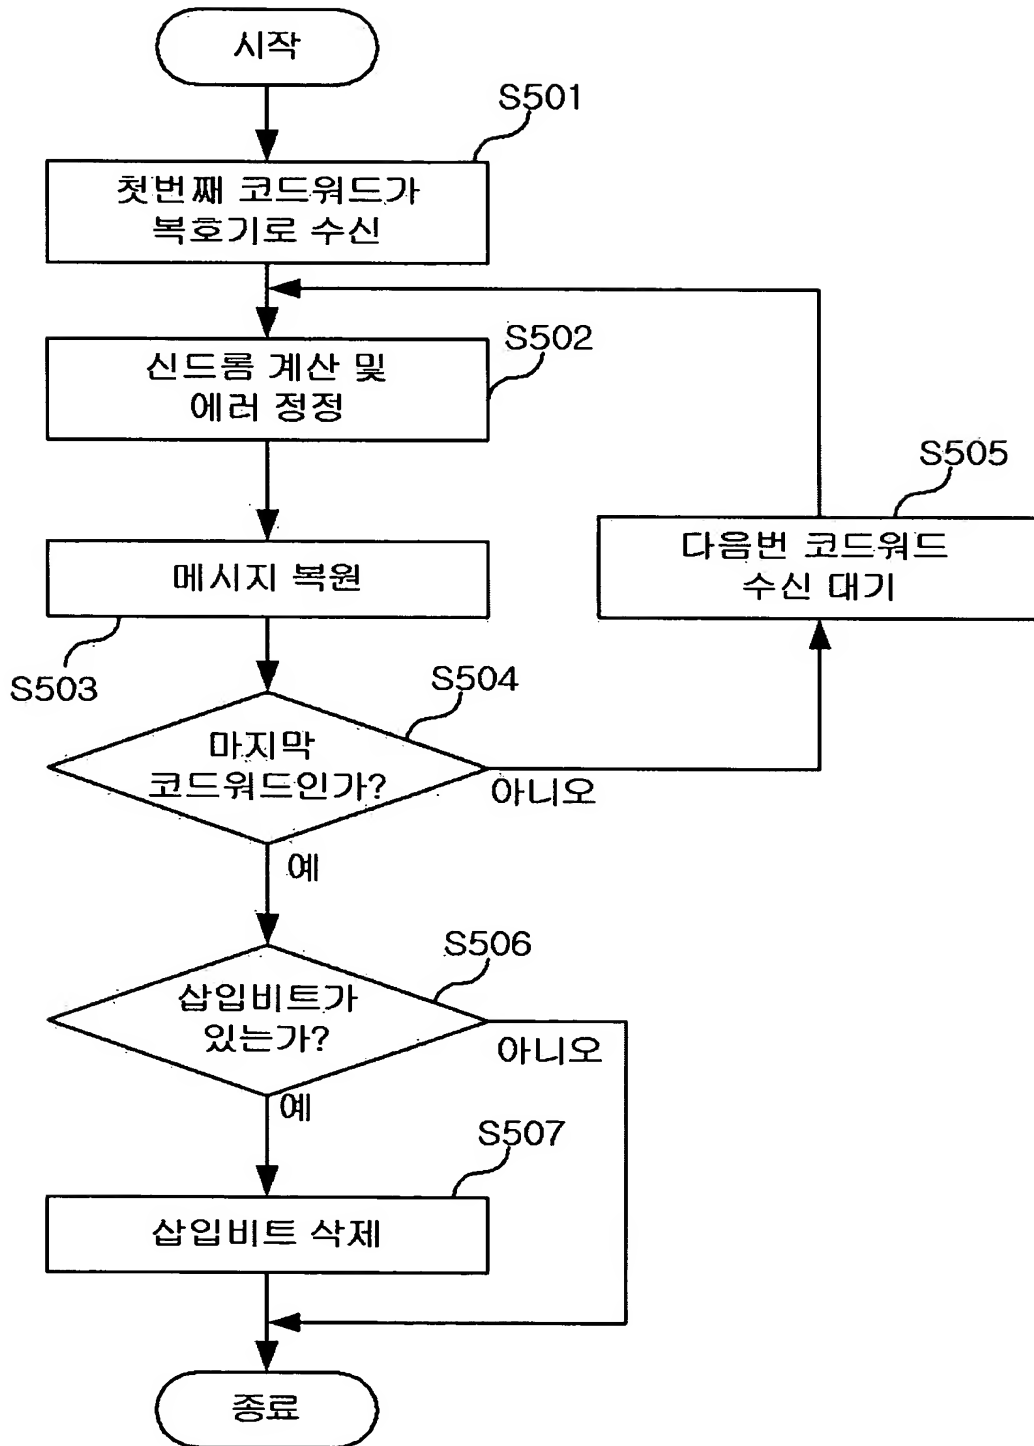 시작
S501
첫번째 코드워드가
복호기로 수신
S502
신드롬 계산 및
에러 정정
S505
다음번 코드워드
수신 대기
메시지 복원
S503
S504
마지막
코드워드인가?
아니오
예
S506
삽입비트가
있는가?
아니오
예
S507
삽입비트 삭제
종료